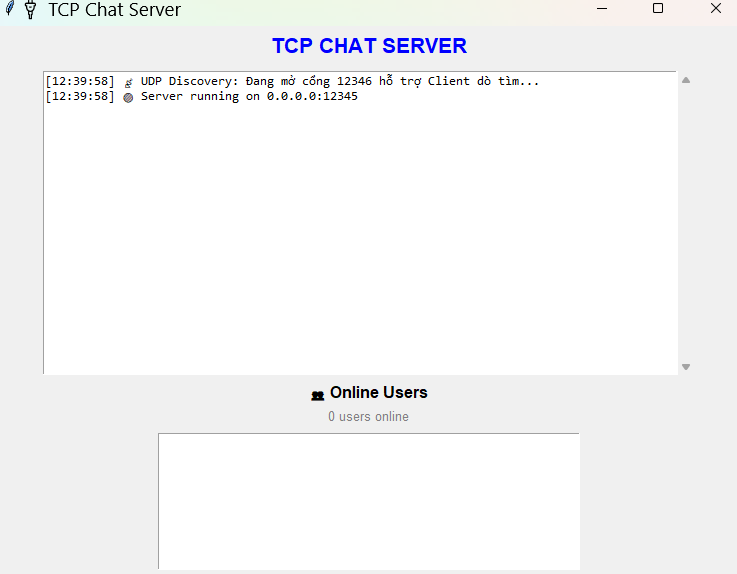 TCP Chat Server
TCP CHAT SERVER
[12:39:58] 📡 UDP Discovery: Đang mở cổng 12346 hỗ trợ Client dò tìm...
[12:39:58] 🟢 Server running on 0.0.0.0:12345
👥 Online Users
0 users online